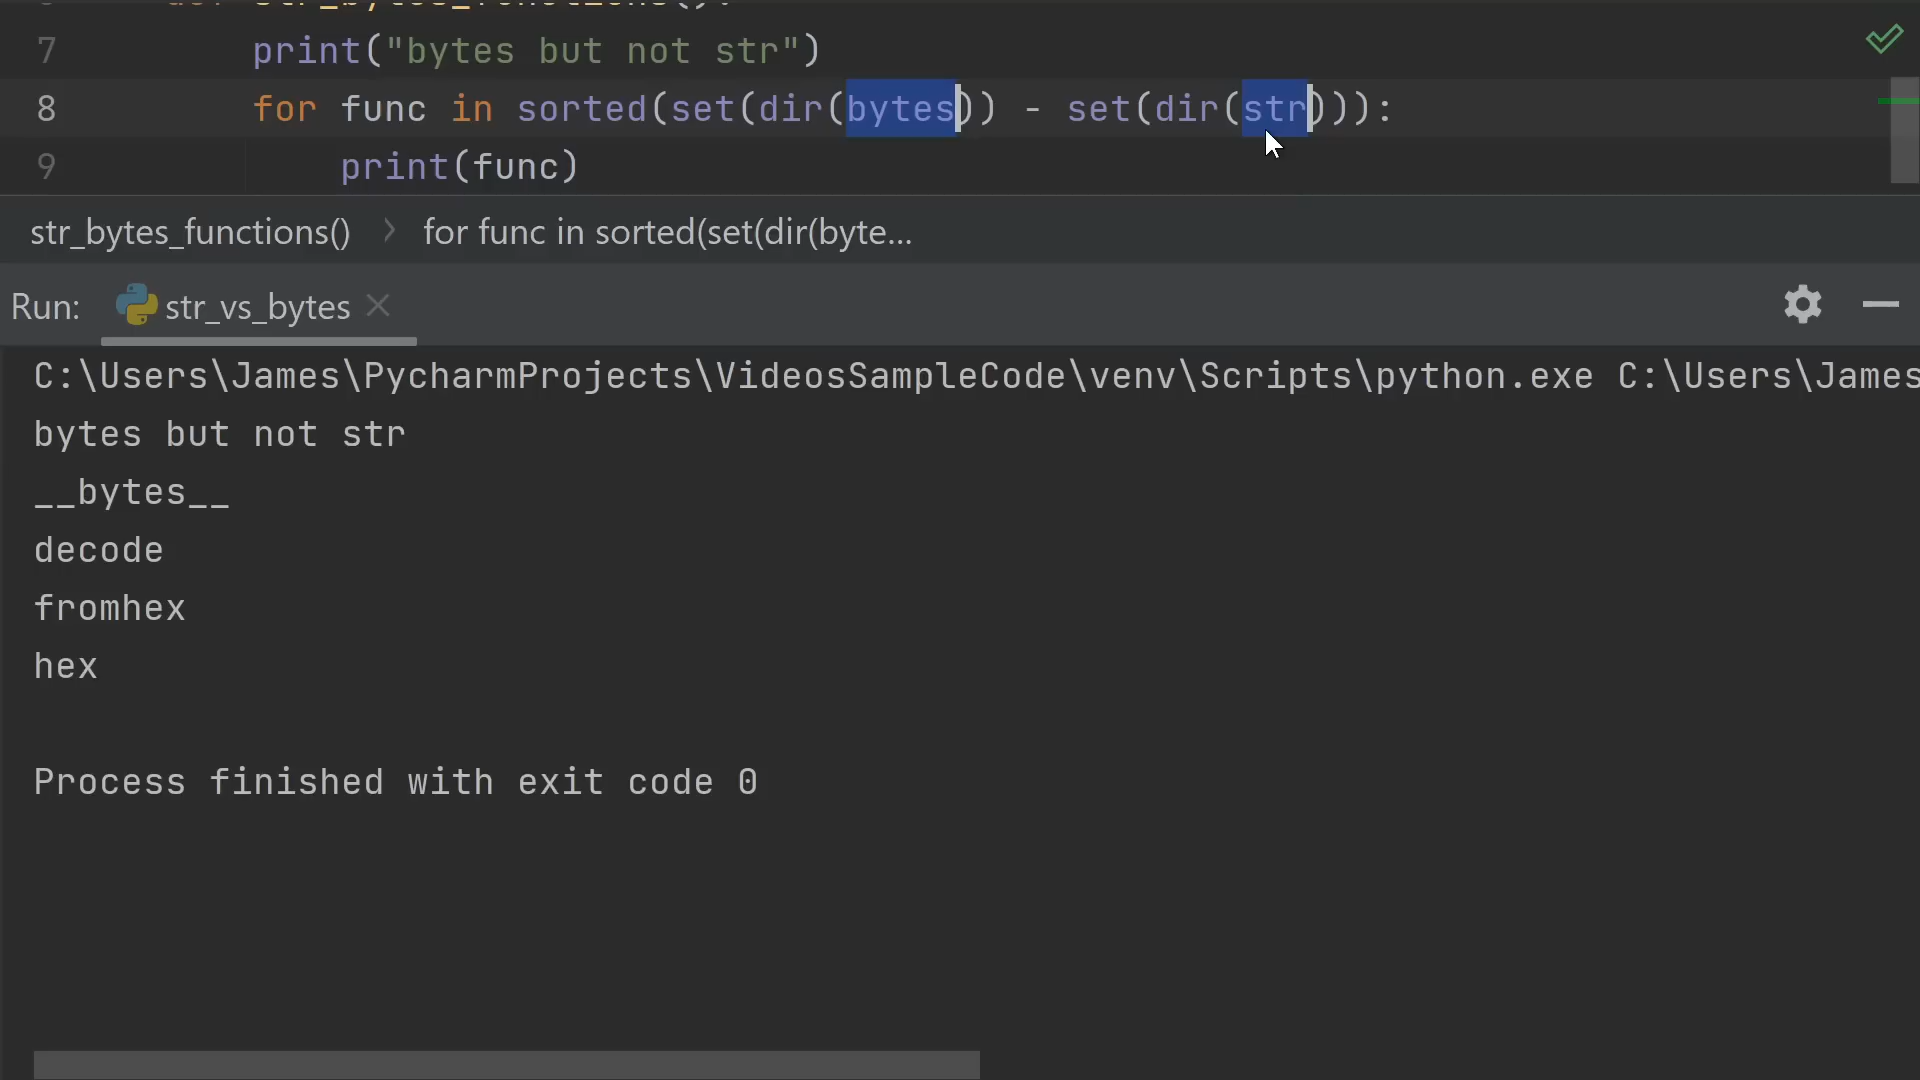 7 print("bytes but not str")
8 for func in sorted(set(dir(bytes)) - set(dir(str))):
9 print(func)
str_bytes_functions() › for func in sorted(set(dir(byte...
Run: str_vs_bytes
C:\Users\James\PycharmProjects\VideosSampleCode\venv\Scripts\python.exe C:\Users\James
bytes but not str
__bytes__
decode
fromhex
hex
Process finished with exit code 0